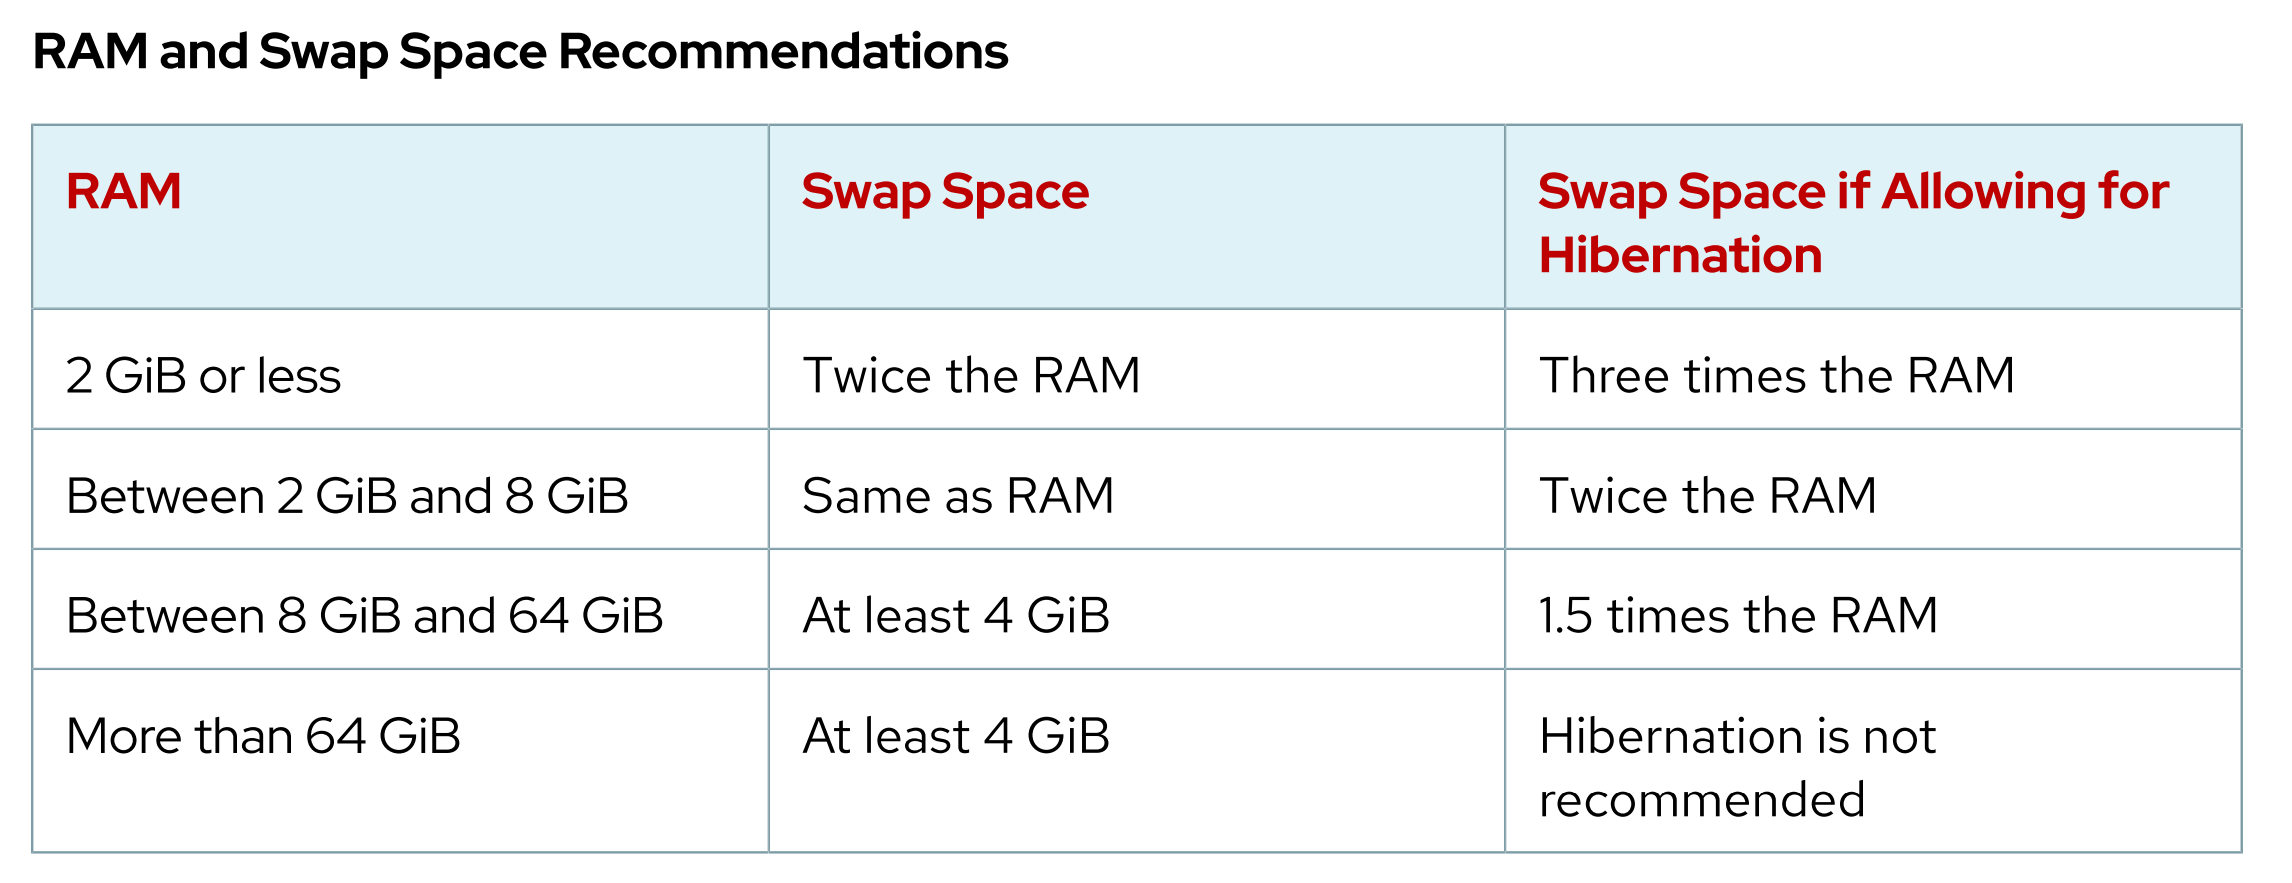 RAM and Swap Space Recommendations
RAM
Swap Space
Swap Space if Allowing for
Hibernation
2 GiB or less
Twice the RAM
Three times the RAM
Between 2 GiB and 8 GiB
Same as RAM
Twice the RAM
Between 8 GiB and 64 GiB
At least 4 GiB
1.5 times the RAM
More than 64 GiB
At least 4 GiB
Hibernation is not
recommended